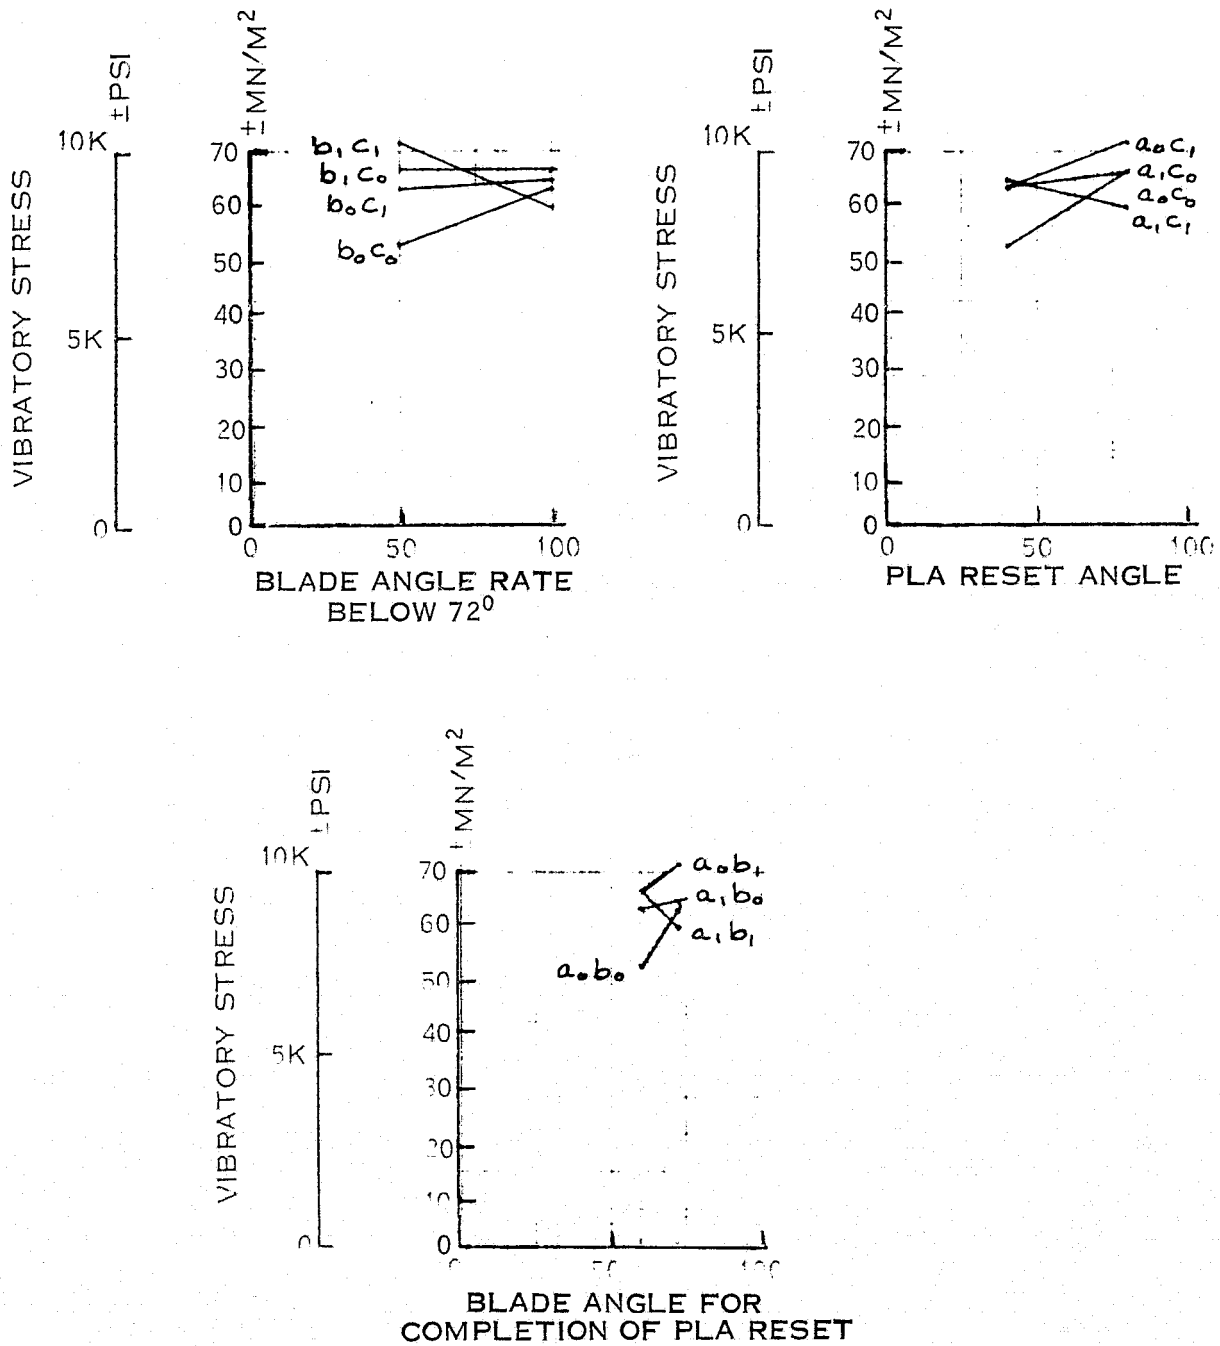 ±PSI
±MN/M²
10K
5K
0
VIBRATORY STRESS
70
60
50
40
30
20
10
0
b₁c₁
b₁c₀
b₀c₁
b₀c₀
0 50 100
BLADE ANGLE RATE
BELOW 72⁰
±PSI
±MN/M²
10K
5K
0
VIBRATORY STRESS
70
60
50
40
30
20
10
0
a₀c₁
a₁c₀
a₀c₀
a₁c₁
0 50 100
PLA RESET ANGLE
±PSI
±MN/M²
10K
5K
0
VIBRATORY STRESS
70
60
50
40
30
20
10
0
a₀b₁
a₁b₀
a₁b₁
a₀b₀
0 50 100
BLADE ANGLE FOR
COMPLETION OF PLA RESET